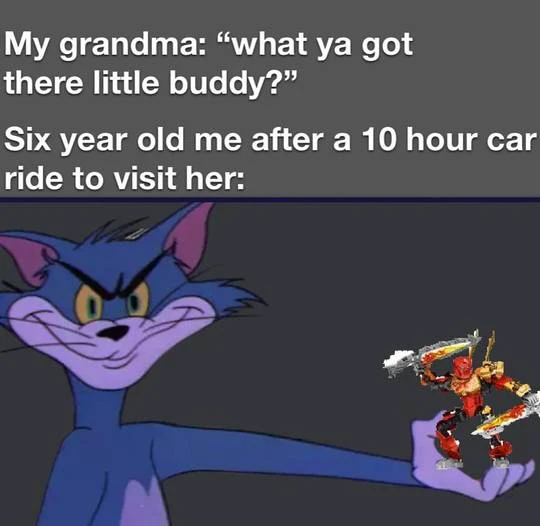 My grandma: “what ya got
there little buddy?”
Six year old me after a 10 hour car
ride to visit her: